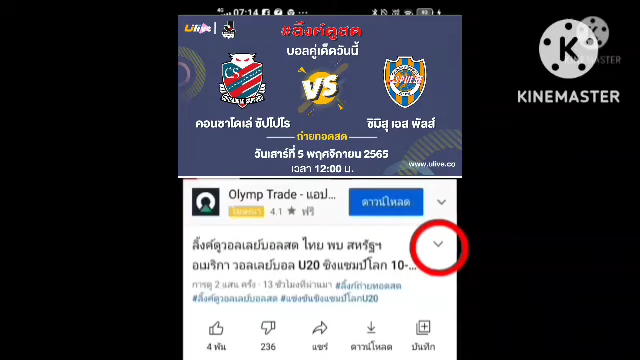 07:14
Ulive
#ลิ้งค์ดูสด
บอลคู่เด็ดวันนี้
VS
S-PULSE
คอนซาโดเล่ ซัปโปโร
ชิมิสุ เอส พัลส์
ถ่ายทอดสด
วันเสาร์ที่ 5 พฤศจิกายน 2565
www.ulive.co
เวลา 12:00 น.
K
KINEMASTER
Olymp Trade - แอป...
โฆษณา 4.1 ★ ฟรี
ดาวน์โหลด
ลิ้งค์ดูวอลเลย์บอลสด ไทย พบ สหรัฐฯ
อเมริกา วอลเลย์บอล U20 ชิงแชมป์โลก 10-...
การดู 2 แสน ครั้ง · 13 ชั่วโมงที่ผ่านมา #ลิ้งค์ถ่ายทอดสด
#ลิ้งค์ดูวอลเลย์บอลสด #แข่งขันชิงแชมป์โลกU20
4 พัน
236
แชร์
ดาวน์โหลด
บันทึก